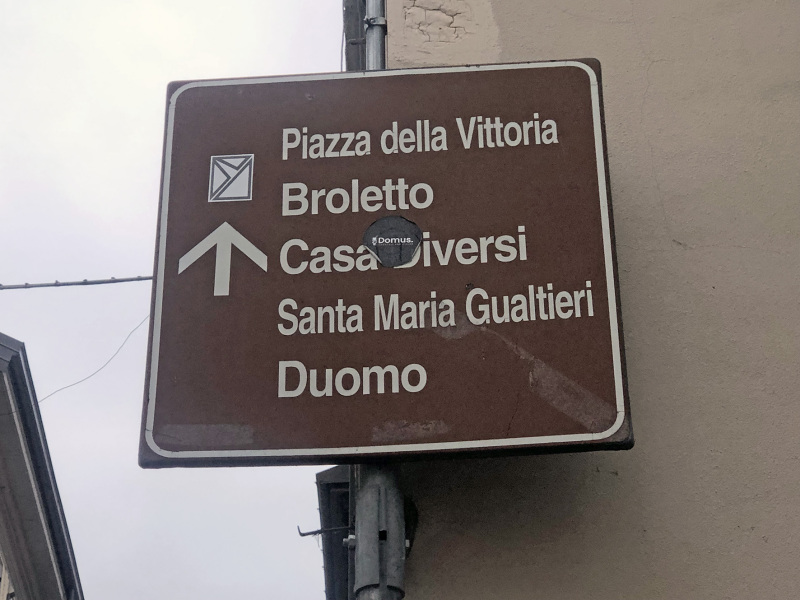 Piazza della Vittoria
Broletto
Casa Diversi
Domus.
Santa Maria Gualtieri
Duomo